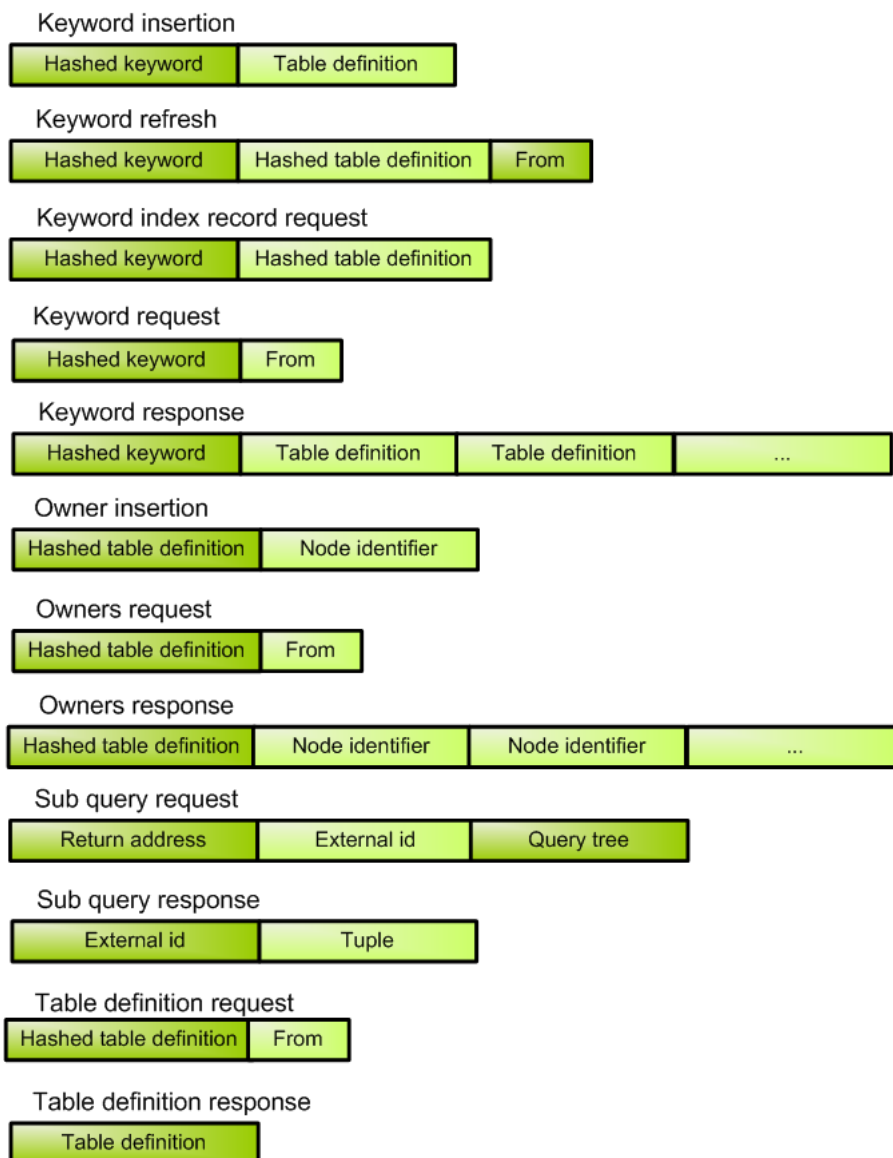 Keyword insertion
Hashed keyword Table definition
Keyword refresh
Hashed keyword Hashed table definition From
Keyword index record request
Hashed keyword Hashed table definition
Keyword request
Hashed keyword From
Keyword response
Hashed keyword Table definition Table definition ...
Owner insertion
Hashed table definition Node identifier
Owners request
Hashed table definition From
Owners response
Hashed table definition Node identifier Node identifier ...
Sub query request
Return address External id Query tree
Sub query response
External id Tuple
Table definition request
Hashed table definition From
Table definition response
Table definition